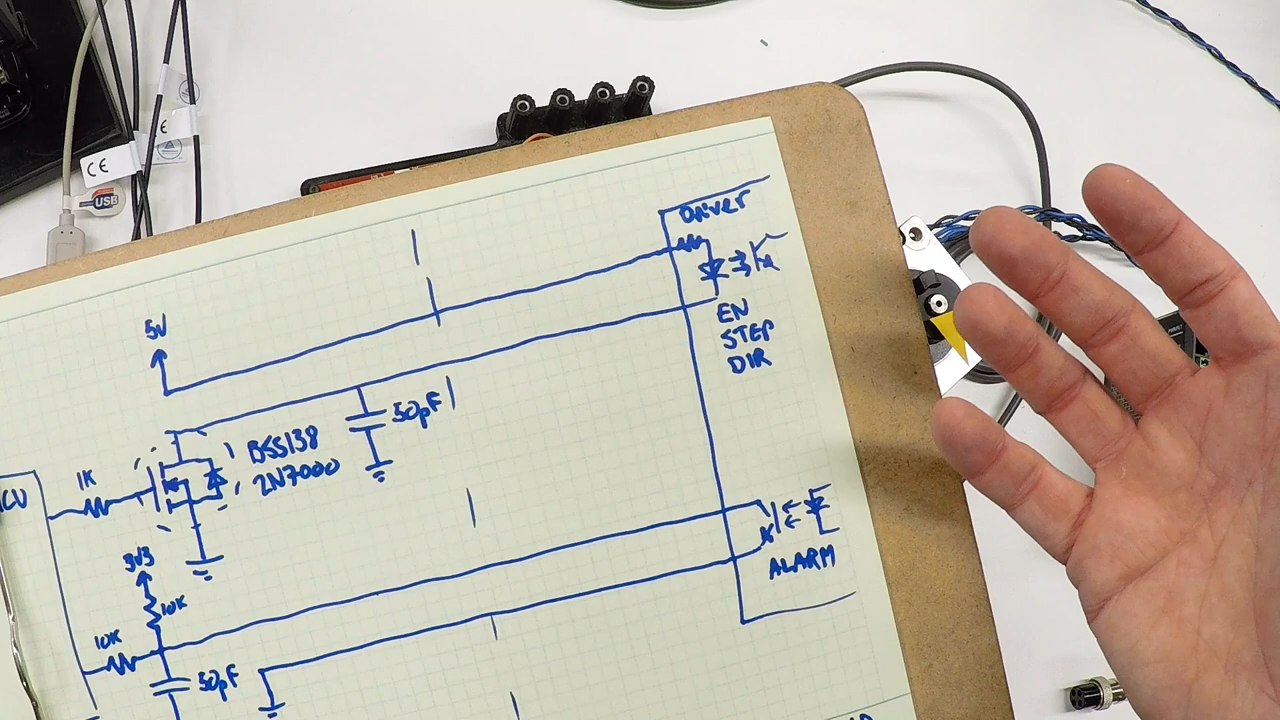 CE
CE
USB
Driver
5V
EN
STEP
DIR
50pF
BSS138
2N7000
1K
3V3
10K
ALARM
10K
50pF